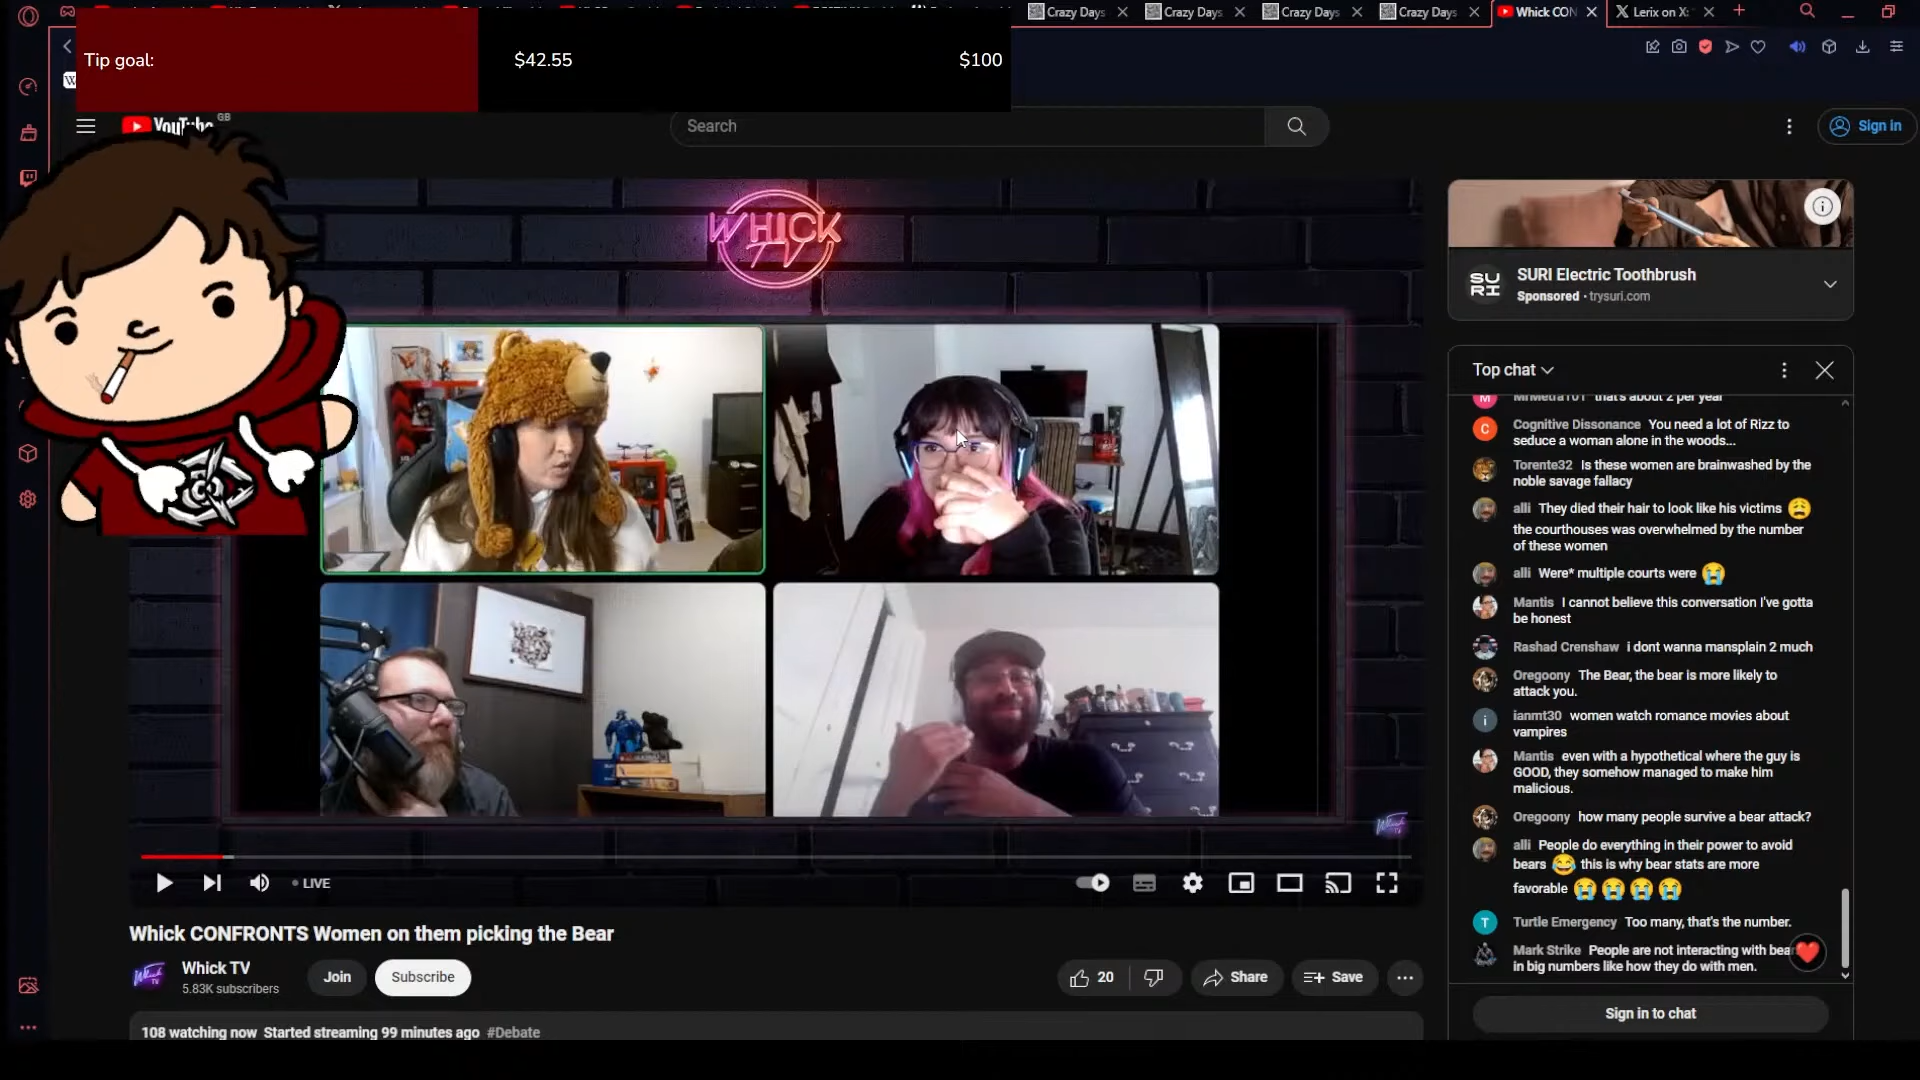 Crazy Days
Crazy Days
Crazy Days
Crazy Days
Whick CON
Lerix on X:
Tip goal:
$42.55
$100
YouTube
GB
Search
Sign in
WHICK
TV
SURI
SURI Electric Toothbrush
Sponsored · trysuri.com
Top chat
MrMetra101 that's about 2 per year
Cognitive Dissonance You need a lot of Rizz to
seduce a woman alone in the woods...
Torente32 Is these women are brainwashed by the
noble savage fallacy
alli They died their hair to look like his victims 😩
the courthouses was overwhelmed by the number
of these women
alli Were* multiple courts were 😭
Mantis I cannot believe this conversation I've gotta
be honest
Rashad Crenshaw i dont wanna mansplain 2 much
Oregoony The Bear, the bear is more likely to
attack you.
ianmt30 women watch romance movies about
vampires
Mantis even with a hypothetical where the guy is
GOOD, they somehow managed to make him
malicious.
Oregoony how many people survive a bear attack?
alli People do everything in their power to avoid
bears 😂 this is why bear stats are more
favorable 😭😭😭😭
Turtle Emergency Too many, that's the number.
Mark Strike People are not interacting with bear
in big numbers like how they do with men.
Sign in to chat
LIVE
Whick CONFRONTS Women on them picking the Bear
Whick TV
5.83K subscribers
Join
Subscribe
20
Share
Save
108 watching now Started streaming 99 minutes ago #Debate